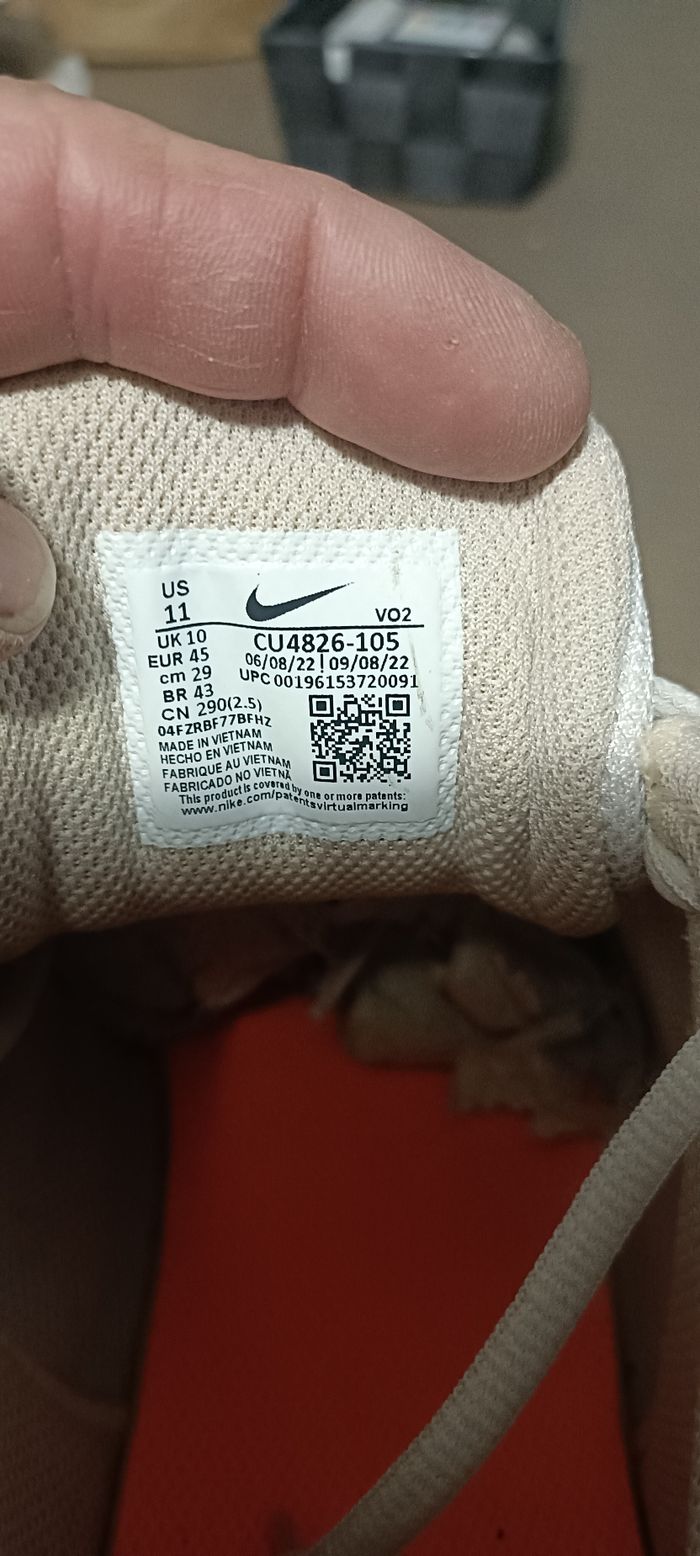 US
11
VO2
UK 10
EUR 45
cm 29
BR 43
CN 290(2.5)
04FZRBF77BFHZ
MADE IN VIETNAM
HECHO EN VIETNAM
FABRIQUE AU VIETNAM
FABRICADO NO VIETNÃ
CU4826-105
06/08/22 | 09/08/22
UPC 00196153720091
This product is covered by one or more patents:
www.nike.com/patentsvirtualmarking